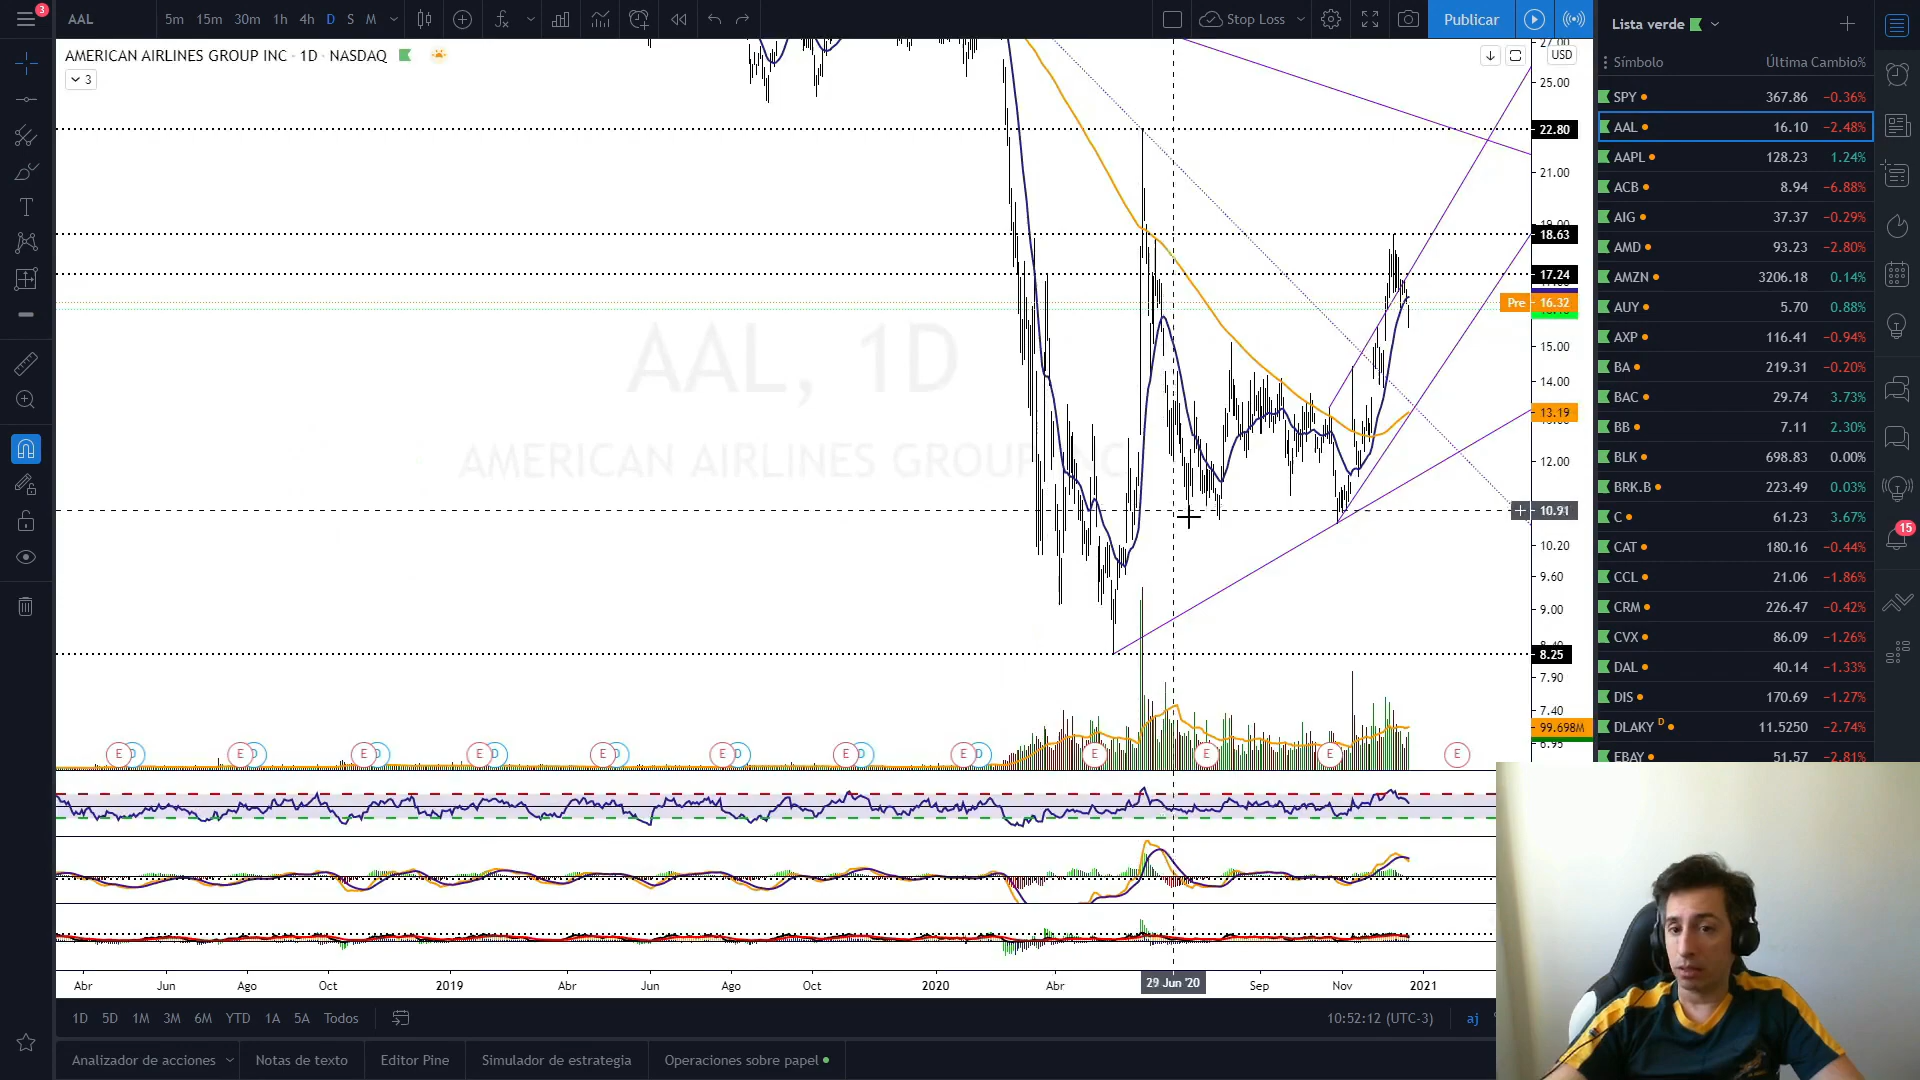 3
AAL
5m 15m 30m 1h 4h D S M
Stop Loss
Publicar
Lista verde
AMERICAN AIRLINES GROUP INC · 1D · NASDAQ
3
USD
Símbolo Última Cambio%
SPY 367.86 −0.36%
AAL 16.10 −2.48%
AAPL 128.23 1.24%
ACB 8.94 −6.88%
AIG 37.37 −0.29%
AMD 93.23 −2.80%
AMZN 3206.18 0.14%
AUY 5.70 0.88%
AXP 116.41 −0.94%
BA 219.31 −0.20%
BAC 29.74 3.73%
BB 7.11 2.30%
BLK 698.83 0.00%
BRK.B 223.49 0.03%
C 61.23 3.67%
CAT 180.16 −0.44%
CCL 21.06 −1.86%
CRM 226.47 −0.42%
CVX 86.09 −1.26%
DAL 40.14 −1.33%
DIS 170.69 −1.27%
DLAKY D 11.5250 −2.74%
EBAY 51.57 −2.81%
15
27.00
25.00
22.80
21.00
19.00
18.63
17.24
Pre 16.32
15.00
14.00
13.19
12.00
10.91
10.20
9.60
9.00
8.40
8.25
7.90
7.40
99.698M
6.95
AAL, 1D
AMERICAN AIRLINES GROUP INC
E D E D E D E D E D E D E D E D E E E E
Abr Jun Ago Oct 2019 Abr Jun Ago Oct 2020 Abr 29 Jun '20 Sep Nov 2021
1D 5D 1M 3M 6M YTD 1A 5A Todos
10:52:12 (UTC-3)
aj
Analizador de acciones Notas de texto Editor Pine Simulador de estrategia Operaciones sobre papel